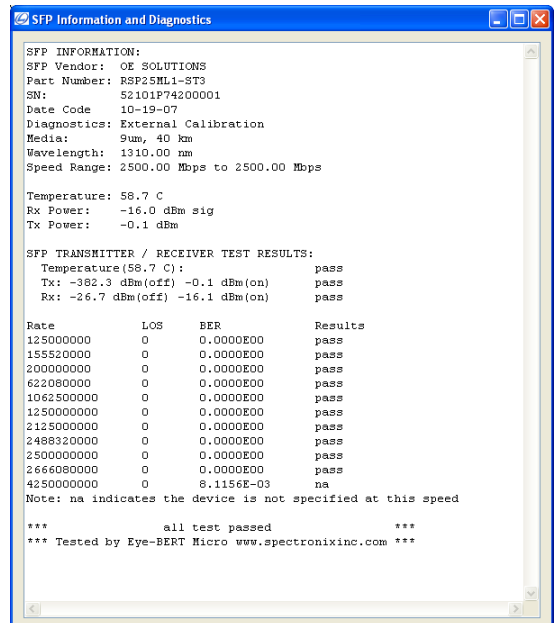 SFP Information and Diagnostics
SFP INFORMATION:
SFP Vendor: OE SOLUTIONS
Part Number: RSP25ML1-ST3
SN: 52101P74200001
Date Code 10-19-07
Diagnostics: External Calibration
Media: 9um, 40 km
Wavelength: 1310.00 nm
Speed Range: 2500.00 Mbps to 2500.00 Mbps
Temperature: 58.7 C
Rx Power: -16.0 dBm sig
Tx Power: -0.1 dBm
SFP TRANSMITTER / RECEIVER TEST RESULTS:
Temperature(58.7 C): pass
Tx: -382.3 dBm(off) -0.1 dBm(on) pass
Rx: -26.7 dBm(off) -16.1 dBm(on) pass
Rate LOS BER Results
125000000 0 0.0000E00 pass
155520000 0 0.0000E00 pass
200000000 0 0.0000E00 pass
622080000 0 0.0000E00 pass
1062500000 0 0.0000E00 pass
1250000000 0 0.0000E00 pass
2125000000 0 0.0000E00 pass
2488320000 0 0.0000E00 pass
2500000000 0 0.0000E00 pass
2666080000 0 0.0000E00 pass
4250000000 0 8.1156E-03 na
Note: na indicates the device is not specified at this speed
*** all test passed ***
*** Tested by Eye-BERT Micro www.spectronixinc.com ***